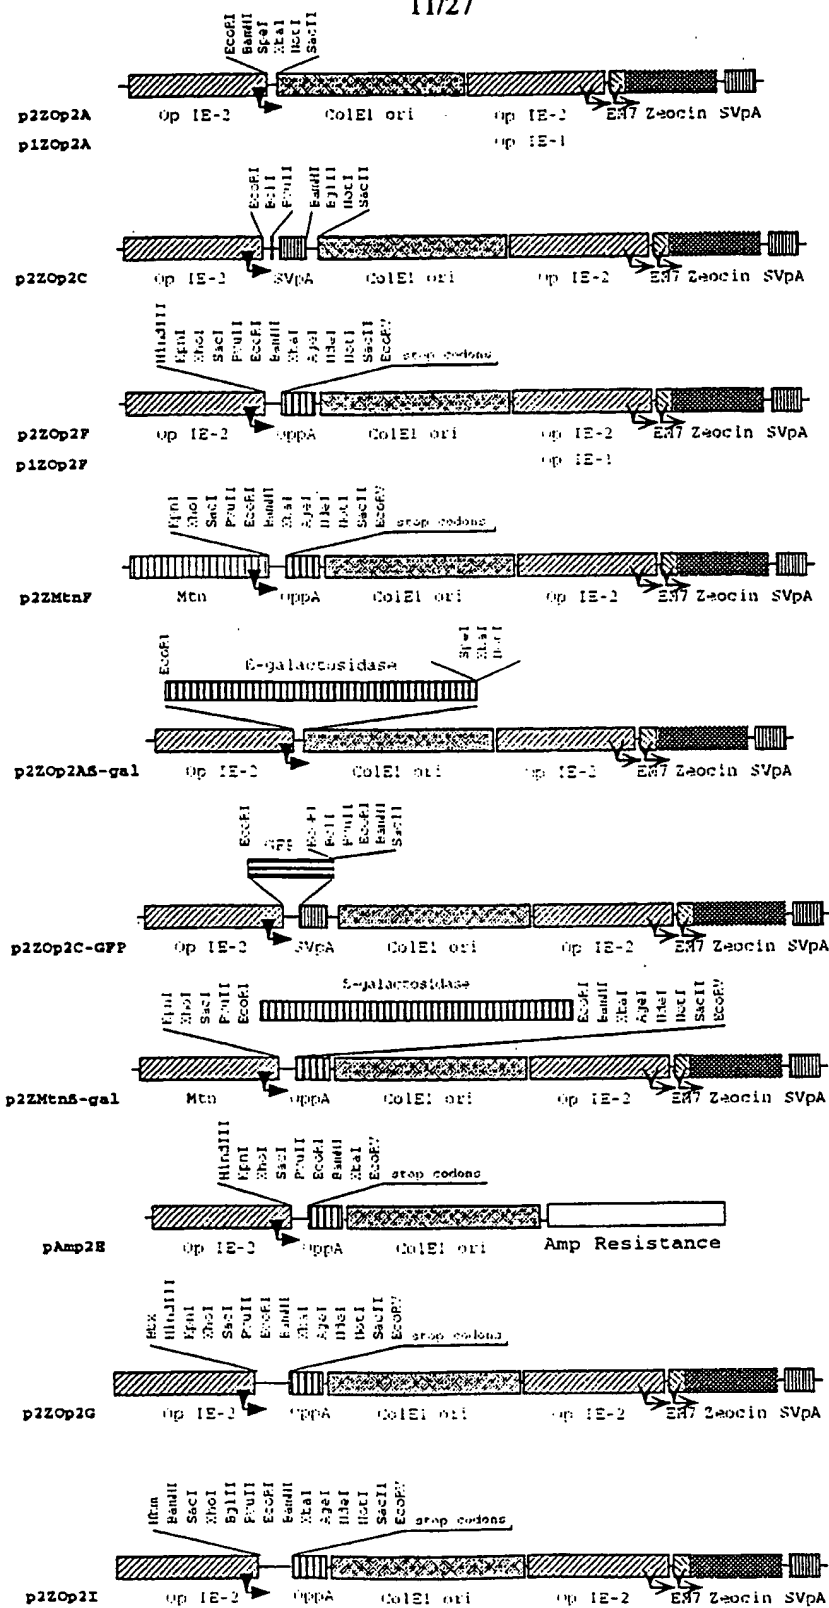 11/27
EcoRI BamHI SpeI XbaI NotI SacII
p2ZOp2A Op IE-2 ColE1 ori Op IE-2 EM7 Zeocin SVpA
p1ZOp2A Op IE-1
EcoRI BclI PvuII BamHI BglII NotI SacII
p2ZOp2C Op IE-2 SVpA ColE1 ori Op IE-2 EM7 Zeocin SVpA
HindIII KpnI XhoI SacI PvuII EcoRI BamHI XbaI AgeI NdeI NotI SacII EcoRV stop codons
p2ZOp2F Op IE-2 OppA ColE1 ori Op IE-2 EM7 Zeocin SVpA
p1ZOp2F Op IE-1
KpnI XhoI SacI PvuII EcoRI BamHI XbaI AgeI NdeI NotI SacII EcoRV stop codons
p2ZMtnF Mtn OppA ColE1 ori Op IE-2 EM7 Zeocin SVpA
EcoRI ß-galactosidase SpeI XbaI NotI
p2ZOp2Aß-gal Op IE-2 ColE1 ori Op IE-2 EM7 Zeocin SVpA
EcoRI GFP BclI PvuII EcoRI BamHI SacII
p2ZOp2C-GFP Op IE-2 SVpA ColE1 ori Op IE-2 EM7 Zeocin SVpA
KpnI XhoI SacI PvuII EcoRI ß-galactosidase EcoRI BamHI XbaI AgeI NdeI NotI SacII EcoRV
p2ZMtnß-gal Mtn OppA ColE1 ori Op IE-2 EM7 Zeocin SVpA
HindIII KpnI XhoI SacI PvuII EcoRI BamHI XbaI EcoRV stop codons
pAmp2E Op IE-2 OppA ColE1 ori Amp Resistance
HindIII KpnI XhoI SacI PvuII EcoRI BamHI XbaI AgeI NdeI NotI SacII EcoRV stop codons
p2ZOp2G Op IE-2 OppA ColE1 ori Op IE-2 EM7 Zeocin SVpA
BamHI SacI XhoI BglII PvuII EcoRI BamHI XbaI AgeI NdeI NotI SacII EcoRV stop codons
p2ZOp2I Op IE-2 OppA ColE1 ori Op IE-2 EM7 Zeocin SVpA